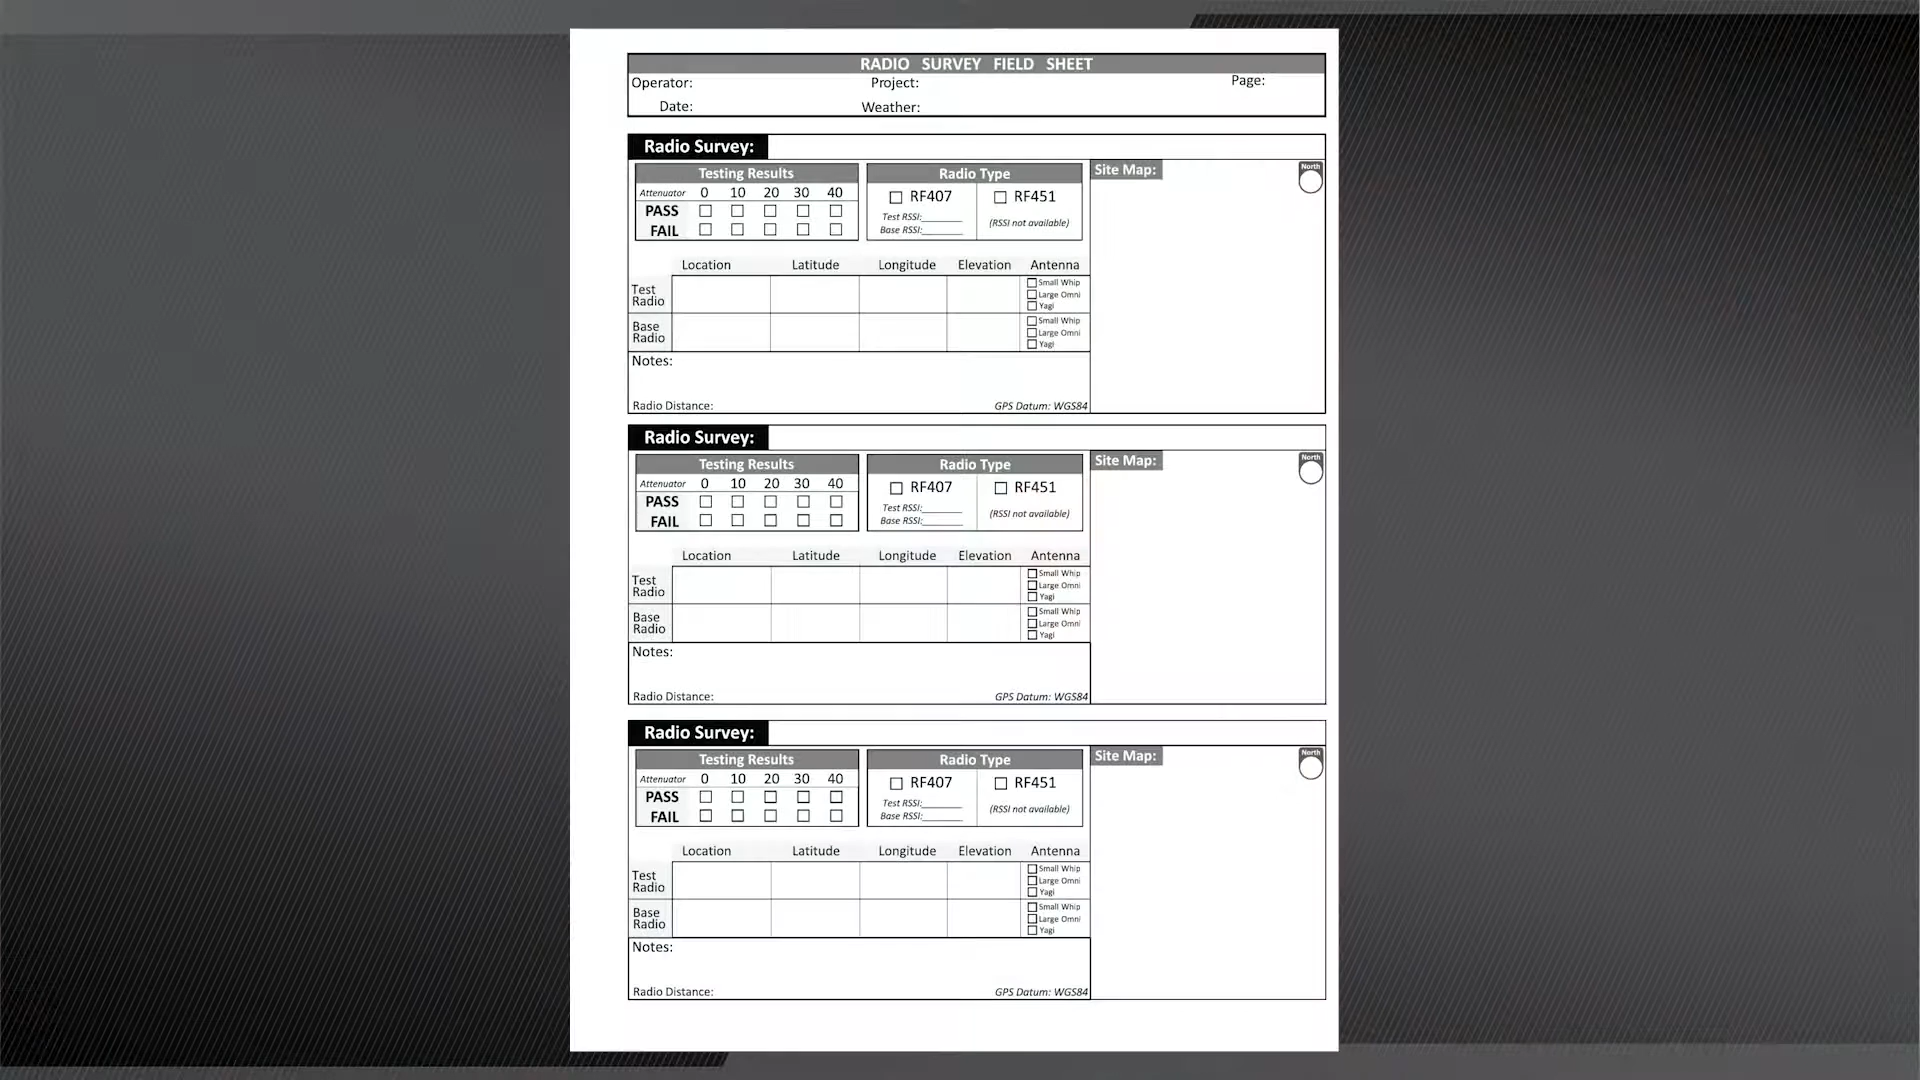 RADIO SURVEY FIELD SHEET
Operator: Project: Page:
Date: Weather:
Radio Survey:
Testing Results Radio Type Site Map: North
Attenuator 0 10 20 30 40 RF407 RF451
PASS Test RSSI:________ (RSSI not available)
FAIL Base RSSI:________
Location Latitude Longitude Elevation Antenna
Test Radio Small Whip
Large Omni
Yagi
Base Radio Small Whip
Large Omni
Yagi
Notes:
Radio Distance: GPS Datum: WGS84
Radio Survey:
Testing Results Radio Type Site Map: North
Attenuator 0 10 20 30 40 RF407 RF451
PASS Test RSSI:________ (RSSI not available)
FAIL Base RSSI:________
Location Latitude Longitude Elevation Antenna
Test Radio Small Whip
Large Omni
Yagi
Base Radio Small Whip
Large Omni
Yagi
Notes:
Radio Distance: GPS Datum: WGS84
Radio Survey:
Testing Results Radio Type Site Map: North
Attenuator 0 10 20 30 40 RF407 RF451
PASS Test RSSI:________ (RSSI not available)
FAIL Base RSSI:________
Location Latitude Longitude Elevation Antenna
Test Radio Small Whip
Large Omni
Yagi
Base Radio Small Whip
Large Omni
Yagi
Notes:
Radio Distance: GPS Datum: WGS84